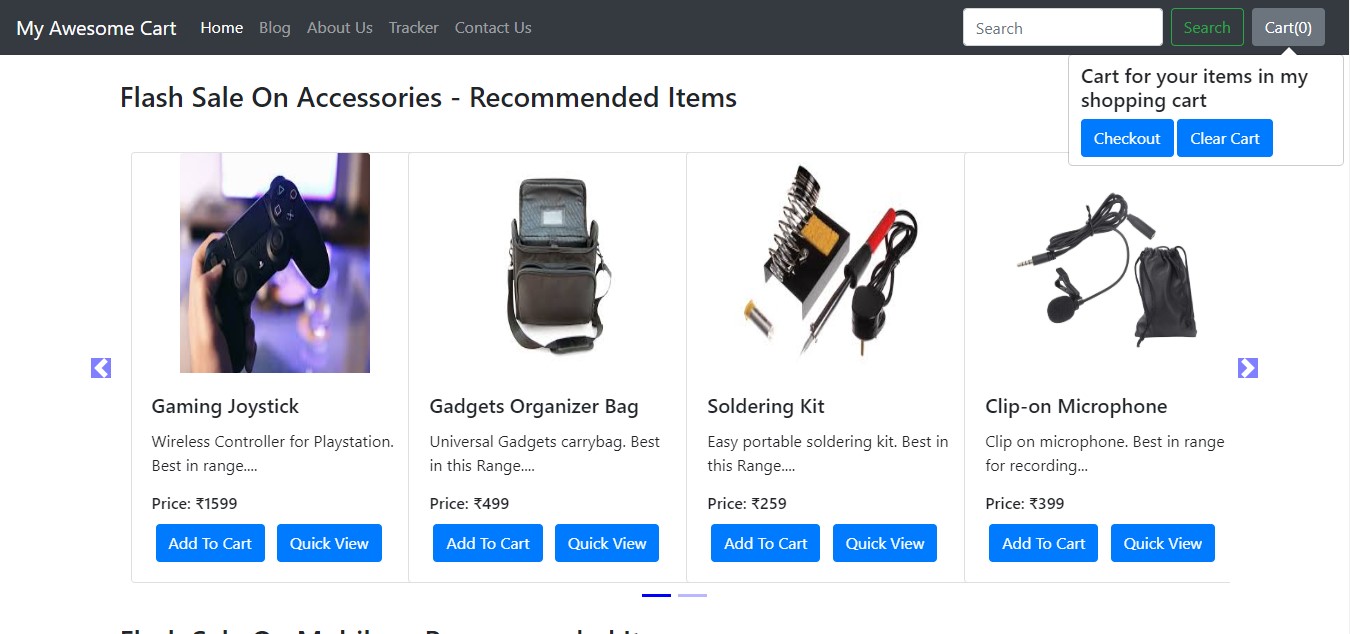 My Awesome Cart Home Blog About Us Tracker Contact Us Search Search Cart(0)
Cart for your items in my
shopping cart
Checkout Clear Cart
Flash Sale On Accessories - Recommended Items
Gaming Joystick
Wireless Controller for Playstation.
Best in range....
Price: ₹1599
Add To Cart Quick View
Gadgets Organizer Bag
Universal Gadgets carrybag. Best
in this Range....
Price: ₹499
Add To Cart Quick View
Soldering Kit
Easy portable soldering kit. Best in
this Range....
Price: ₹259
Add To Cart Quick View
Clip-on Microphone
Clip on microphone. Best in range
for recording...
Price: ₹399
Add To Cart Quick View
Flash Sale On